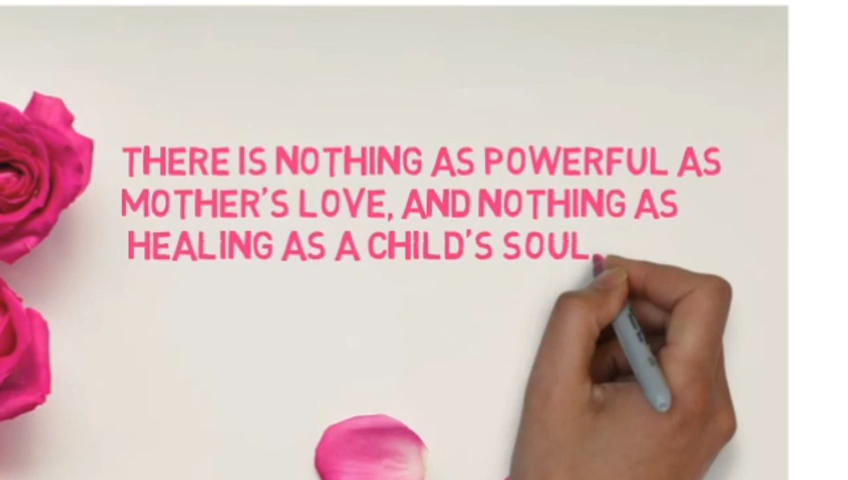 THERE IS NOTHING AS POWERFUL AS
MOTHER'S LOVE, AND NOTHING AS
HEALING AS A CHILD'S SOUL.